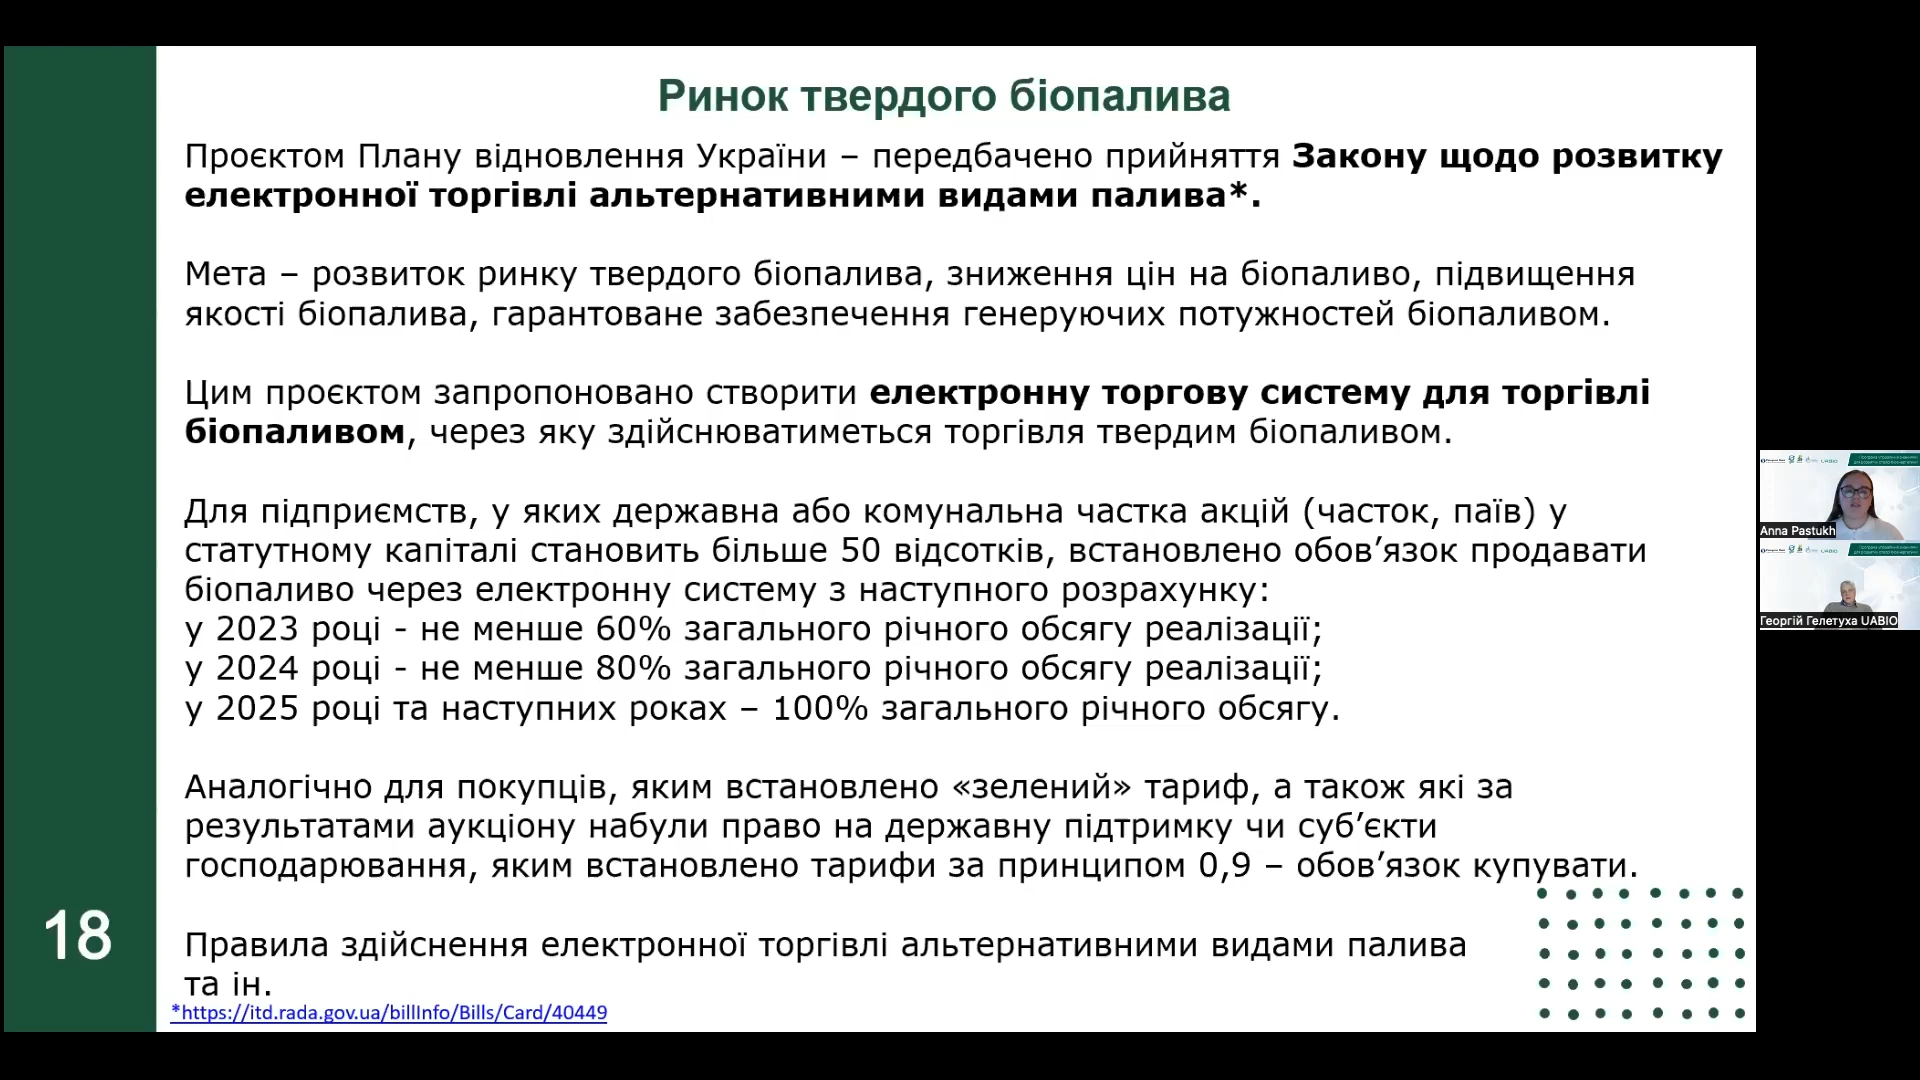 Ринок твердого біопалива
Проєктом Плану відновлення України – передбачено прийняття Закону щодо розвитку
електронної торгівлі альтернативними видами палива*.
Мета – розвиток ринку твердого біопалива, зниження цін на біопаливо, підвищення
якості біопалива, гарантоване забезпечення генеруючих потужностей біопаливом.
Цим проєктом запропоновано створити електронну торгову систему для торгівлі
біопаливом, через яку здійснюватиметься торгівля твердим біопаливом.
Для підприємств, у яких державна або комунальна частка акцій (часток, паїв) у
статутному капіталі становить більше 50 відсотків, встановлено обов’язок продавати
біопаливо через електронну систему з наступного розрахунку:
у 2023 році - не менше 60% загального річного обсягу реалізації;
у 2024 році - не менше 80% загального річного обсягу реалізації;
у 2025 році та наступних роках – 100% загального річного обсягу.
Аналогічно для покупців, яким встановлено «зелений» тариф, а також які за
результатами аукціону набули право на державну підтримку чи суб’єкти
господарювання, яким встановлено тарифи за принципом 0,9 – обов’язок купувати.
Правила здійснення електронної торгівлі альтернативними видами палива
та ін.
*https://itd.rada.gov.ua/billInfo/Bills/Card/40449
18
Anna Pastukh
Георгій Гелетуха UABIO